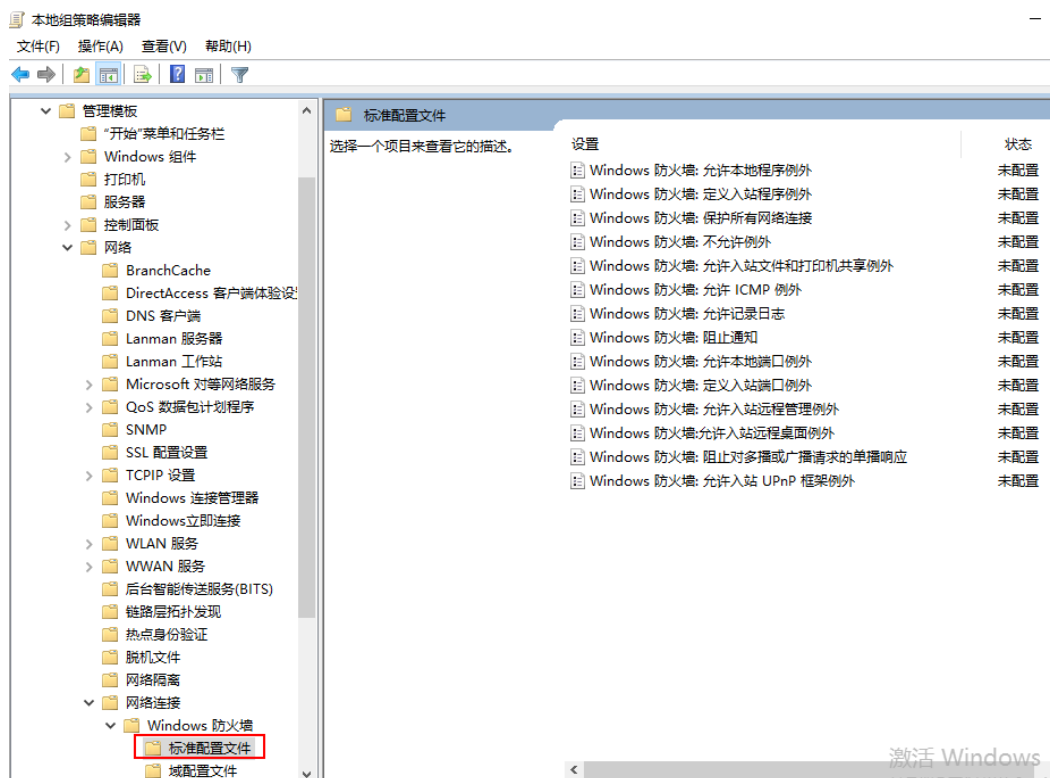 本地组策略编辑器
文件(F) 操作(A) 查看(V) 帮助(H)
管理模板
“开始”菜单和任务栏
Windows 组件
打印机
服务器
控制面板
网络
BranchCache
DirectAccess 客户端体验设
DNS 客户端
Lanman 服务器
Lanman 工作站
Microsoft 对等网络服务
QoS 数据包计划程序
SNMP
SSL 配置设置
TCPIP 设置
Windows 连接管理器
Windows立即连接
WLAN 服务
WWAN 服务
后台智能传送服务(BITS)
链路层拓扑发现
热点身份验证
脱机文件
网络隔离
网络连接
Windows 防火墙
标准配置文件
域配置文件
标准配置文件
选择一个项目来查看它的描述。
设置 状态
Windows 防火墙: 允许本地程序例外 未配置
Windows 防火墙: 定义入站程序例外 未配置
Windows 防火墙: 保护所有网络连接 未配置
Windows 防火墙: 不允许例外 未配置
Windows 防火墙: 允许入站文件和打印机共享例外 未配置
Windows 防火墙: 允许 ICMP 例外 未配置
Windows 防火墙: 允许记录日志 未配置
Windows 防火墙: 阻止通知 未配置
Windows 防火墙: 允许本地端口例外 未配置
Windows 防火墙: 定义入站端口例外 未配置
Windows 防火墙: 允许入站远程管理例外 未配置
Windows 防火墙:允许入站远程桌面例外 未配置
Windows 防火墙: 阻止对多播或广播请求的单播响应 未配置
Windows 防火墙: 允许入站 UPnP 框架例外 未配置
激活 Windows